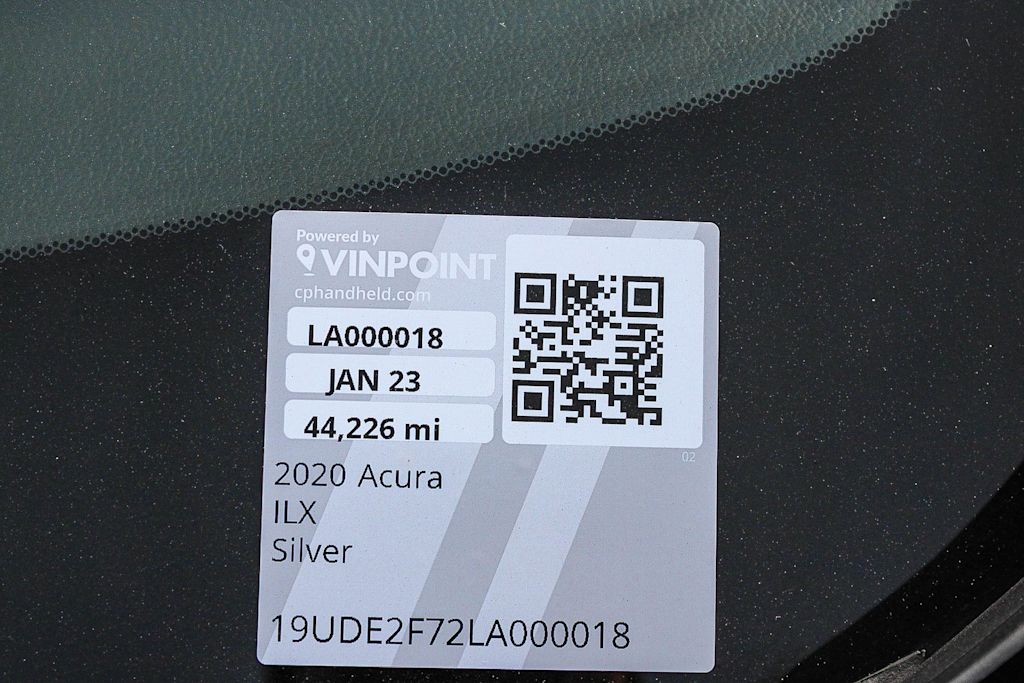 Powered by
VINPOINT
cphandheld.com
LA000018
JAN 23
44,226 mi
02
2020 Acura
ILX
Silver
19UDE2F72LA000018